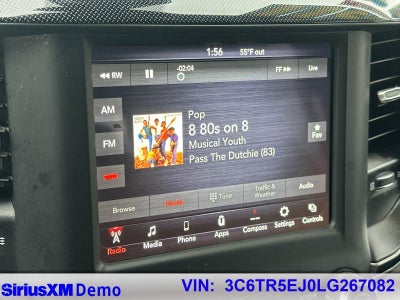 1:56 55°F out
◄◄ RW -02:04 FF ►► Live
AM
Pop
8 80s on 8
Musical Youth
Pass The Dutchie (83)
Fav
FM
Browse Tune Traffic & Weather Audio
Radio Media Phone Apps Compass Settings Controls
SiriusXM Demo VIN: 3C6TR5EJ0LG267082